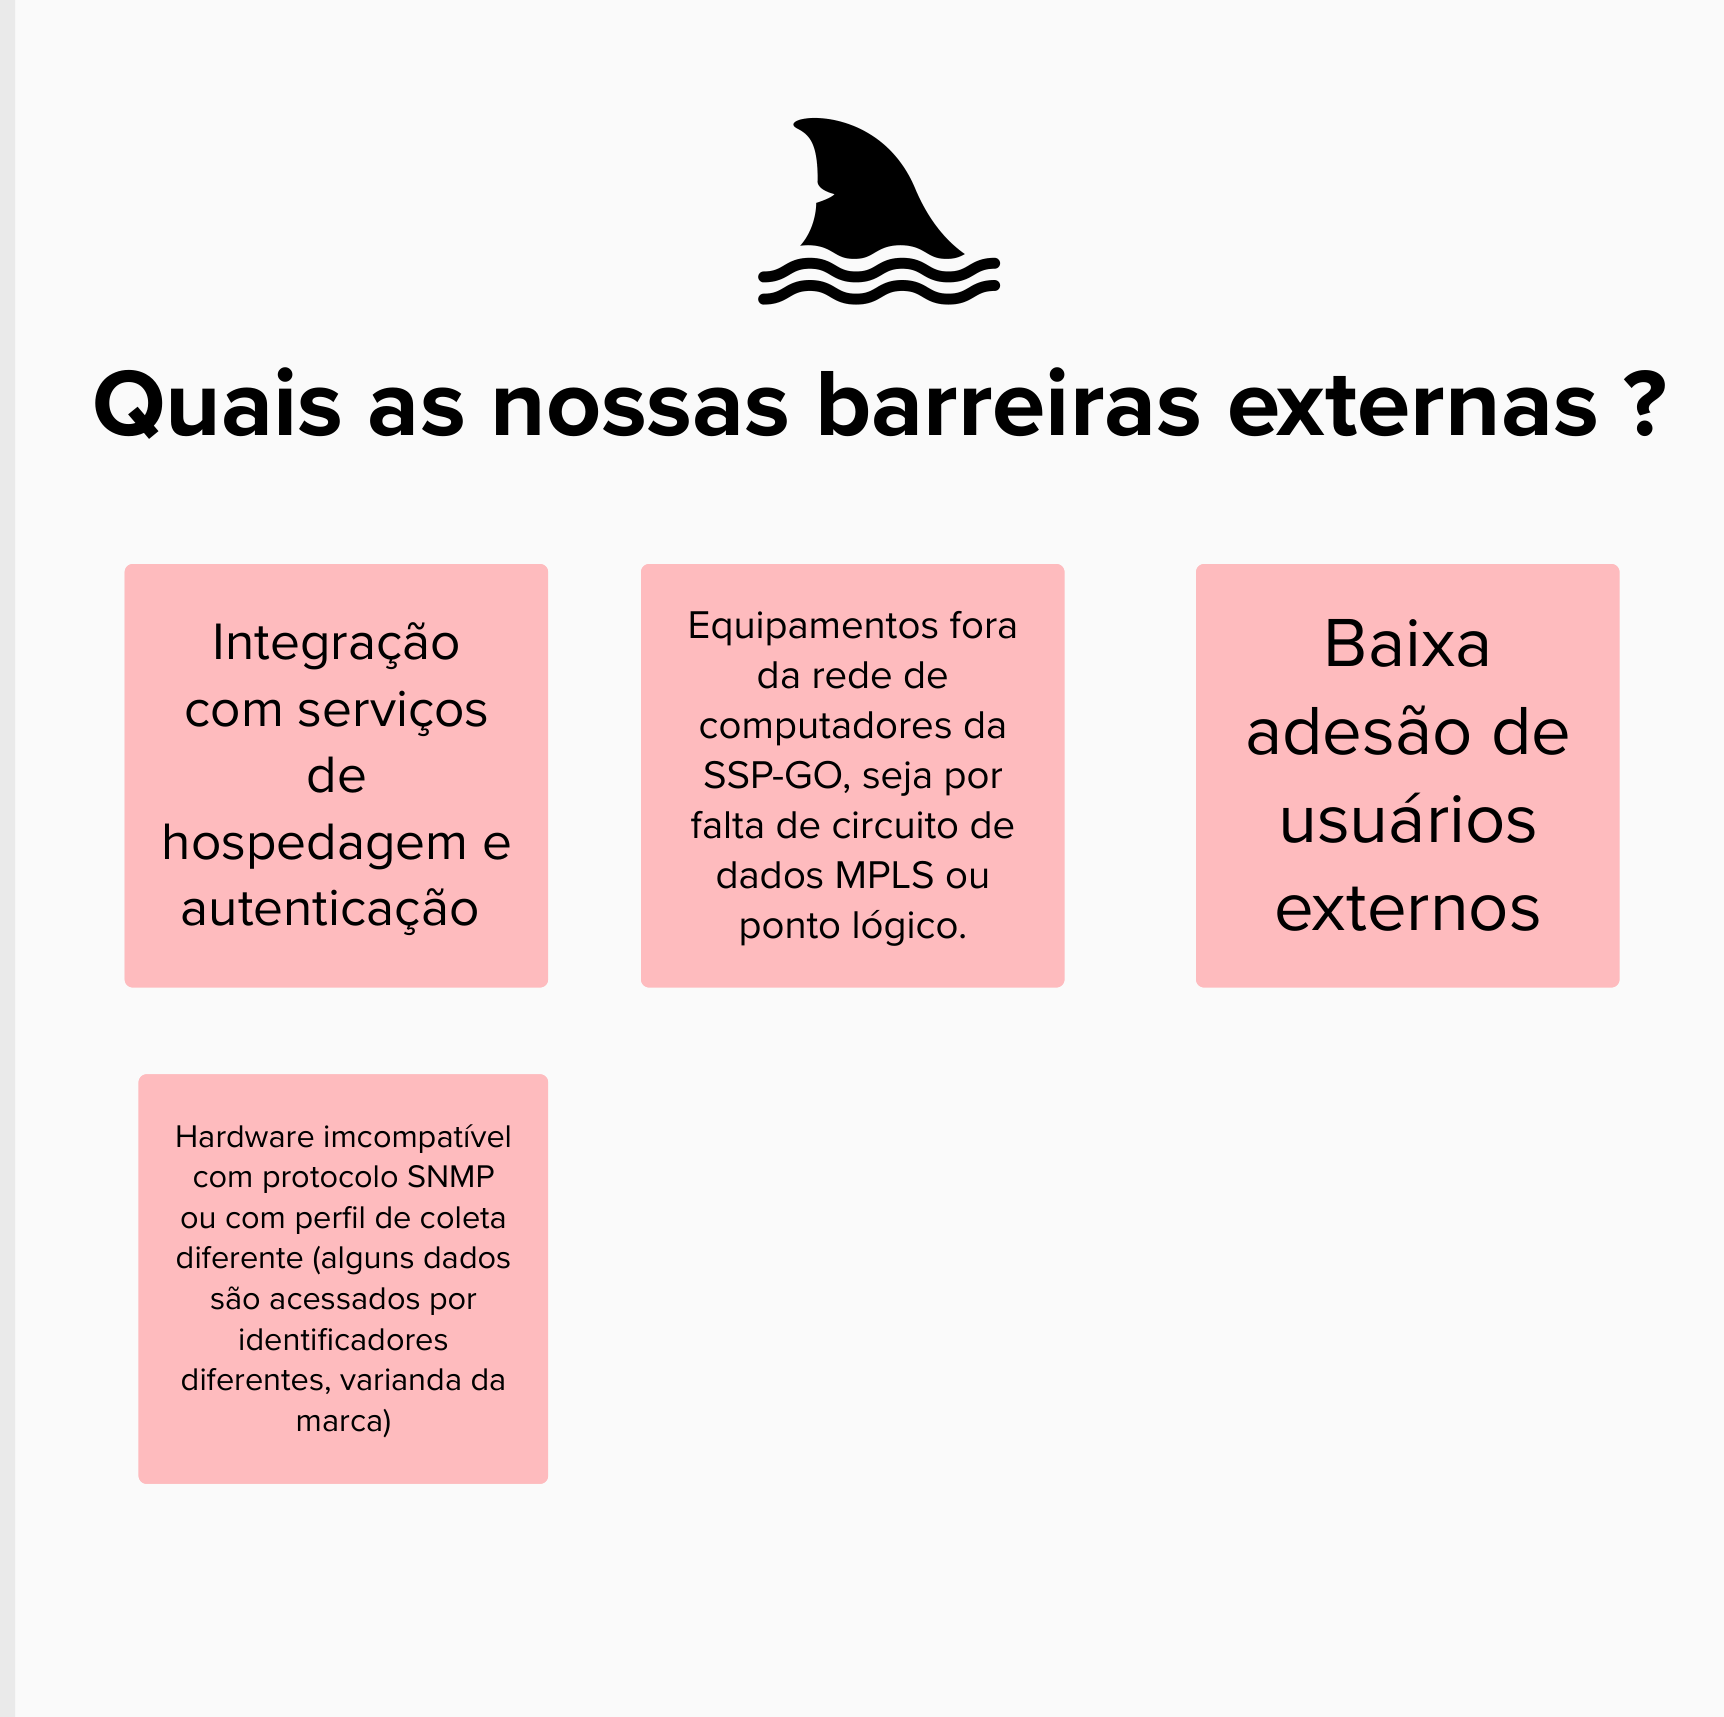 Quais as nossas barreiras externas ?
Integração
com serviços
de
hospedagem e
autenticação
Equipamentos fora
da rede de
computadores da
SSP-GO, seja por
falta de circuito de
dados MPLS ou
ponto lógico.
Baixa
adesão de
usuários
externos
Hardware imcompatível
com protocolo SNMP
ou com perfil de coleta
diferente (alguns dados
são acessados por
identificadores
diferentes, varianda da
marca)